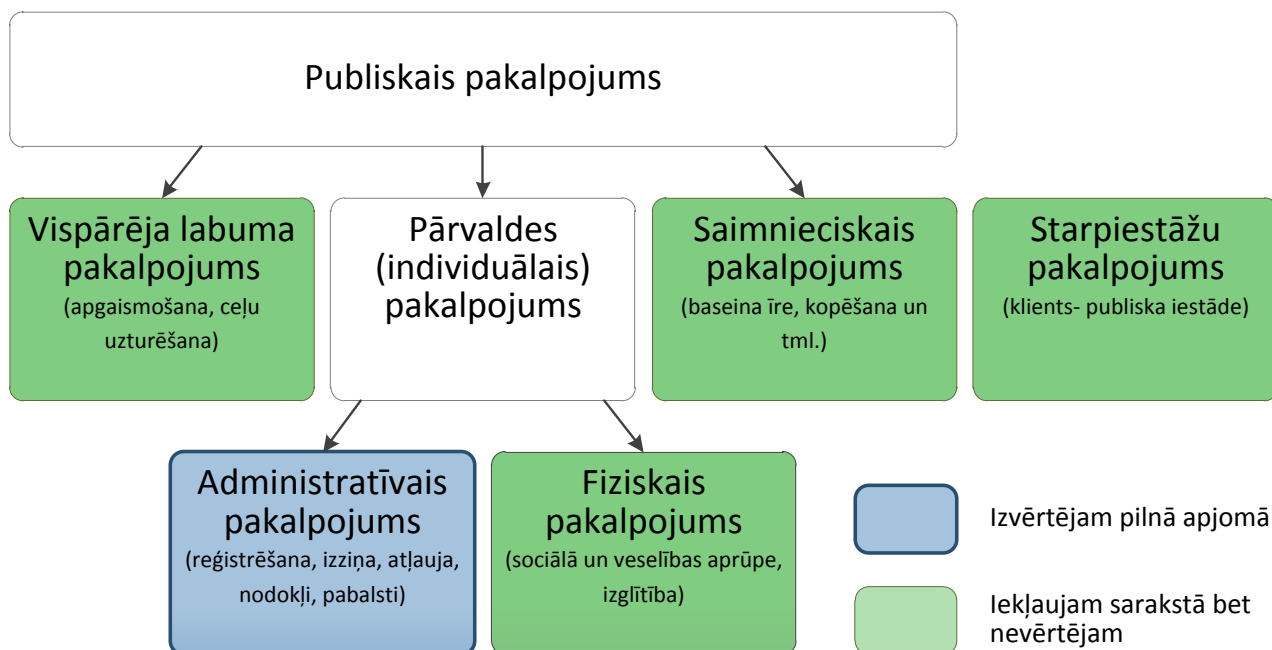 Publiskais pakalpojums
Vispārēja labuma
pakalpojums
(apgaismošana, ceļu
uzturēšana)
Pārvaldes
(individuālais)
pakalpojums
Saimnieciskais
pakalpojums
(baseina īre, kopēšana un
tml.)
Starpiestāžu
pakalpojums
(klients- publiska iestāde)
Administratīvais
pakalpojums
(reģistrēšana, izziņa, atļauja,
nodokļi, pabalsti)
Fiziskais
pakalpojums
(sociālā un veselības aprūpe,
izglītība)
Izvērtējam pilnā apjomā
Iekļaujam sarakstā bet
nevērtējam